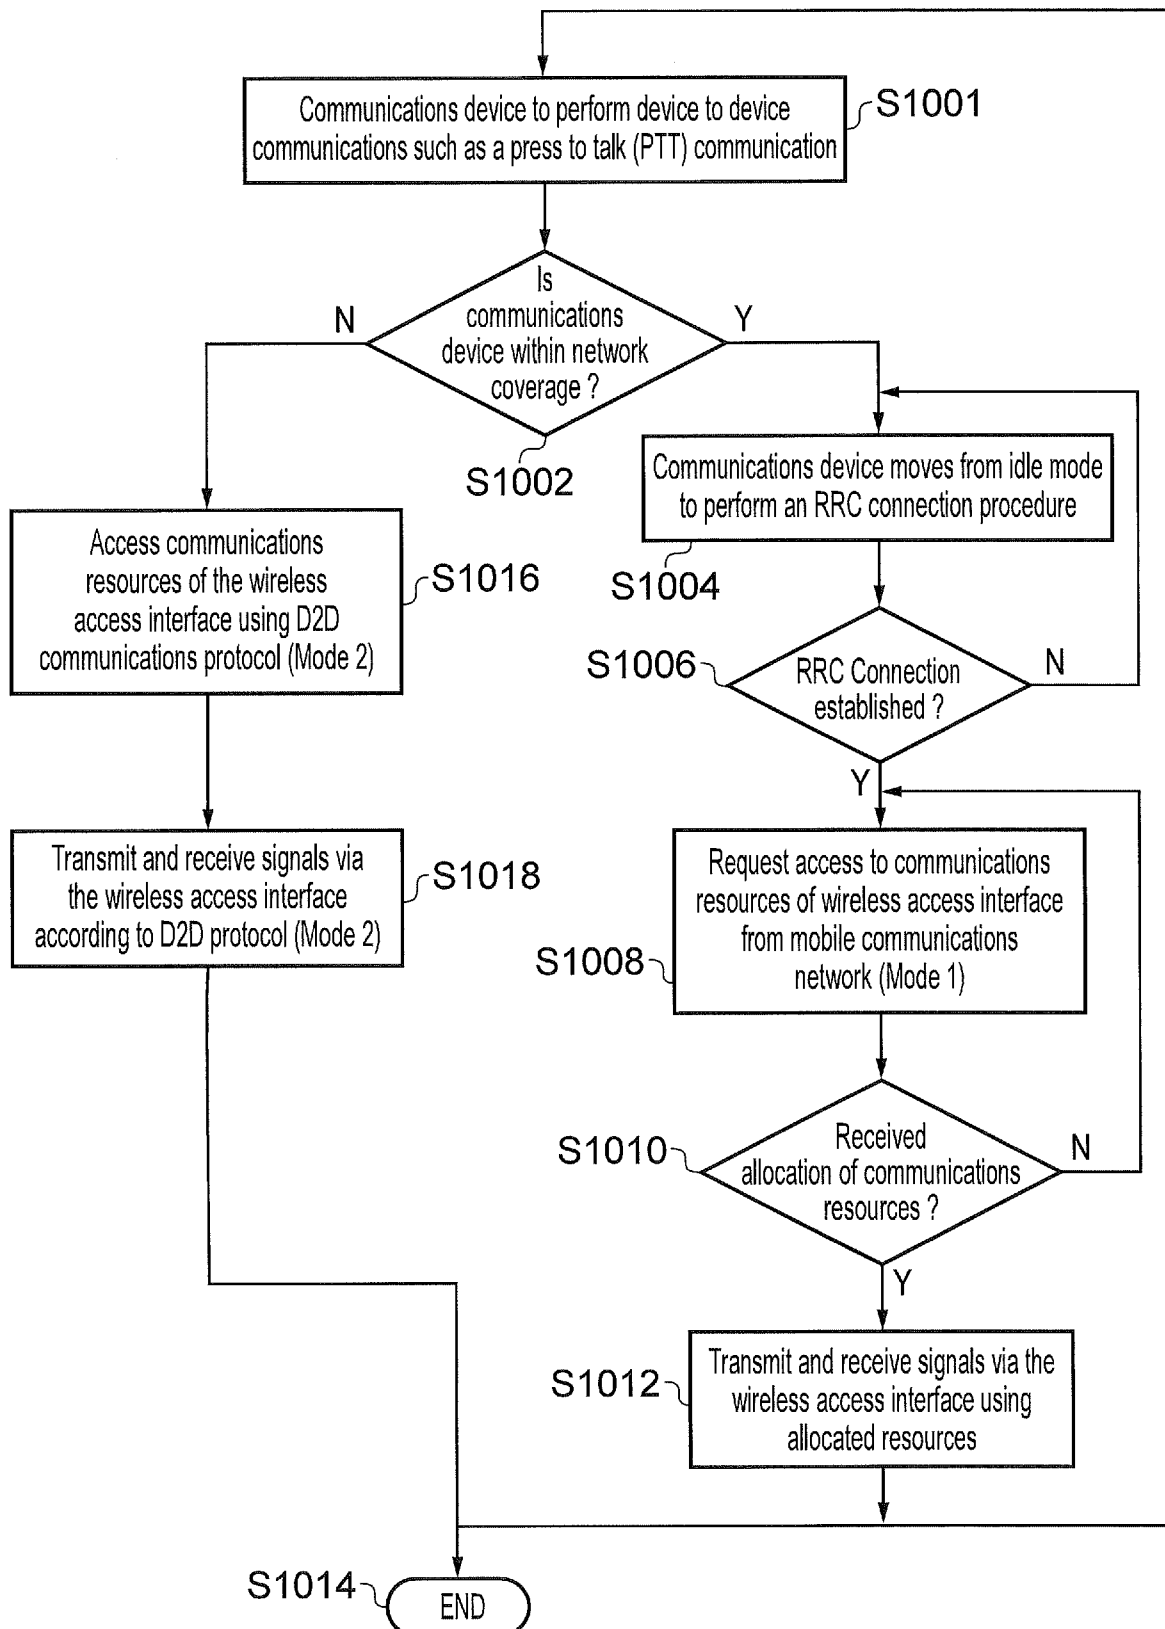 Communications device to perform device to device
communications such as a press to talk (PTT) communication
S1001
Is
communications
device within network
coverage ?
N
Y
S1002
Communications device moves from idle mode
to perform an RRC connection procedure
S1004
Access communications
resources of the wireless
access interface using D2D
communications protocol (Mode 2)
S1016
S1006
RRC Connection
established ?
N
Y
Transmit and receive signals via
the wireless access interface
according to D2D protocol (Mode 2)
S1018
Request access to communications
resources of wireless access interface
from mobile communications
network (Mode 1)
S1008
S1010
Received
allocation of communications
resources ?
N
Y
S1012
Transmit and receive signals via the
wireless access interface using
allocated resources
S1014
END